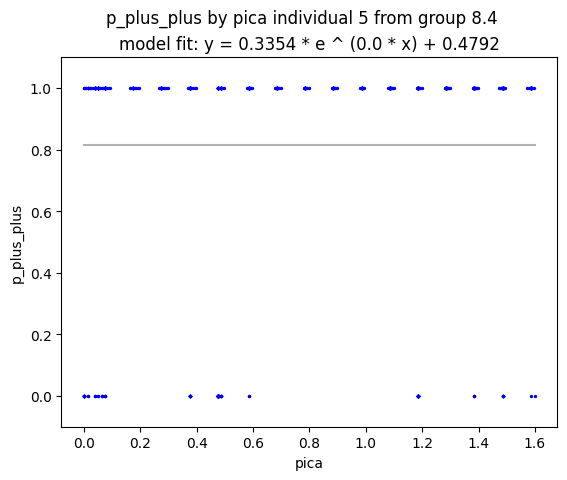 p_plus_plus by pica individual 5 from group 8.4
model fit: y = 0.3354 * e ^ (0.0 * x) + 0.4792
p_plus_plus
1.0
0.8
0.6
0.4
0.2
0.0
0.0 0.2 0.4 0.6 0.8 1.0 1.2 1.4 1.6
pica